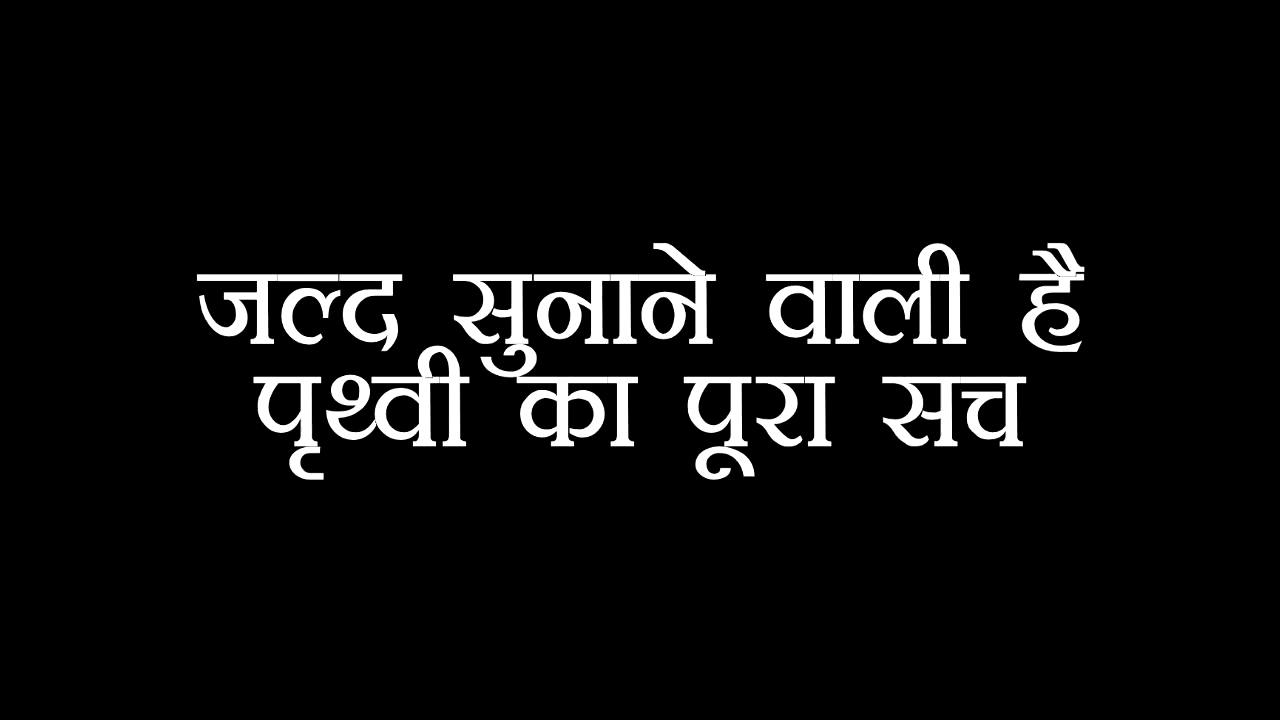 जल्द सुनाने वाली है
पृथ्वी का पूरा सच